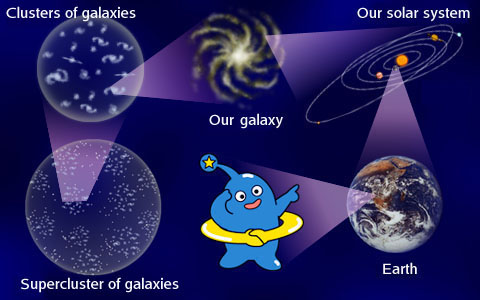 Clusters of galaxies
Our solar system
Our galaxy
Supercluster of galaxies
Earth